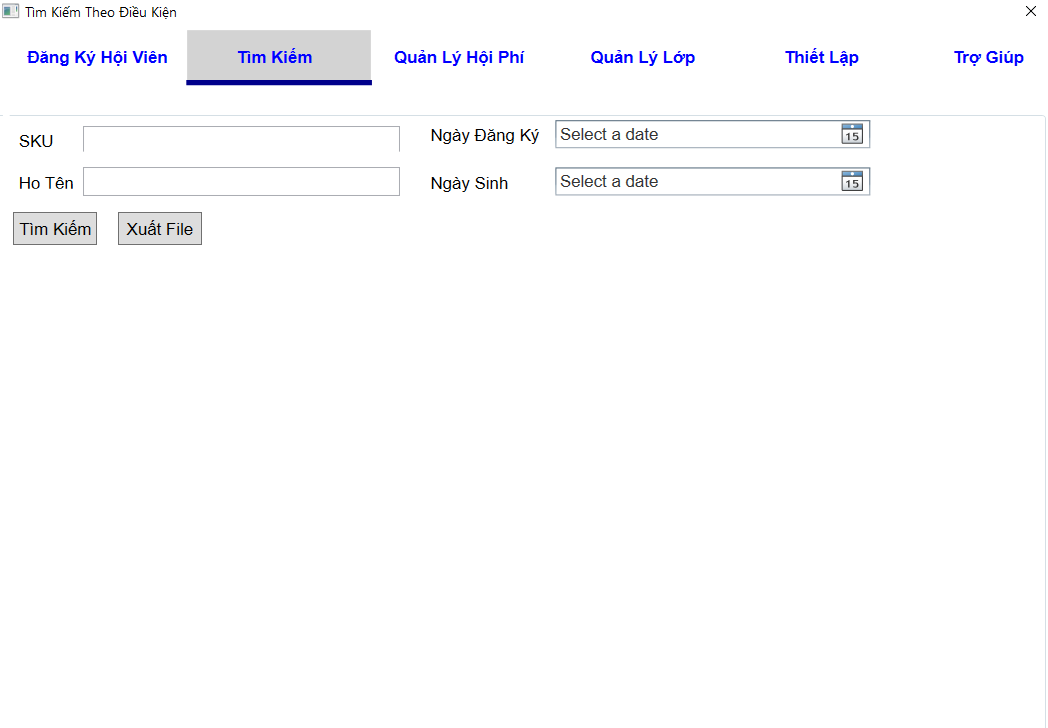 Tìm Kiếm Theo Điều Kiện
Đăng Ký Hội Viên Tìm Kiếm Quản Lý Hội Phí Quản Lý Lớp Thiết Lập Trợ Giúp
SKU Ngày Đăng Ký Select a date 15
Ho Tên Ngày Sinh Select a date 15
Tìm Kiếm Xuất File